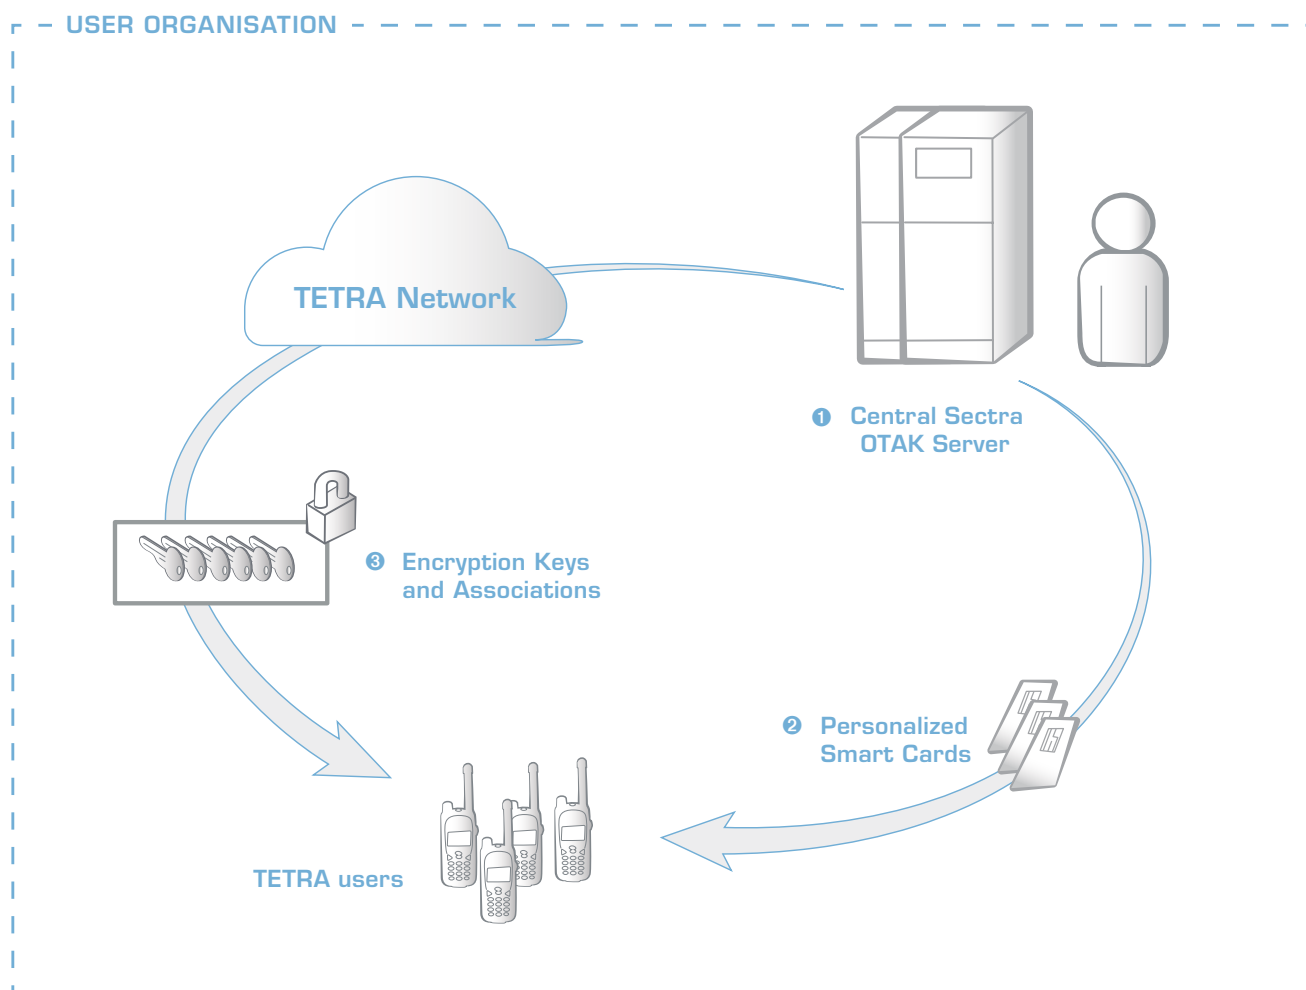 USER ORGANISATION
TETRA Network
❶ Central Sectra
OTAK Server
❸ Encryption Keys
and Associations
❷ Personalized
Smart Cards
TETRA users